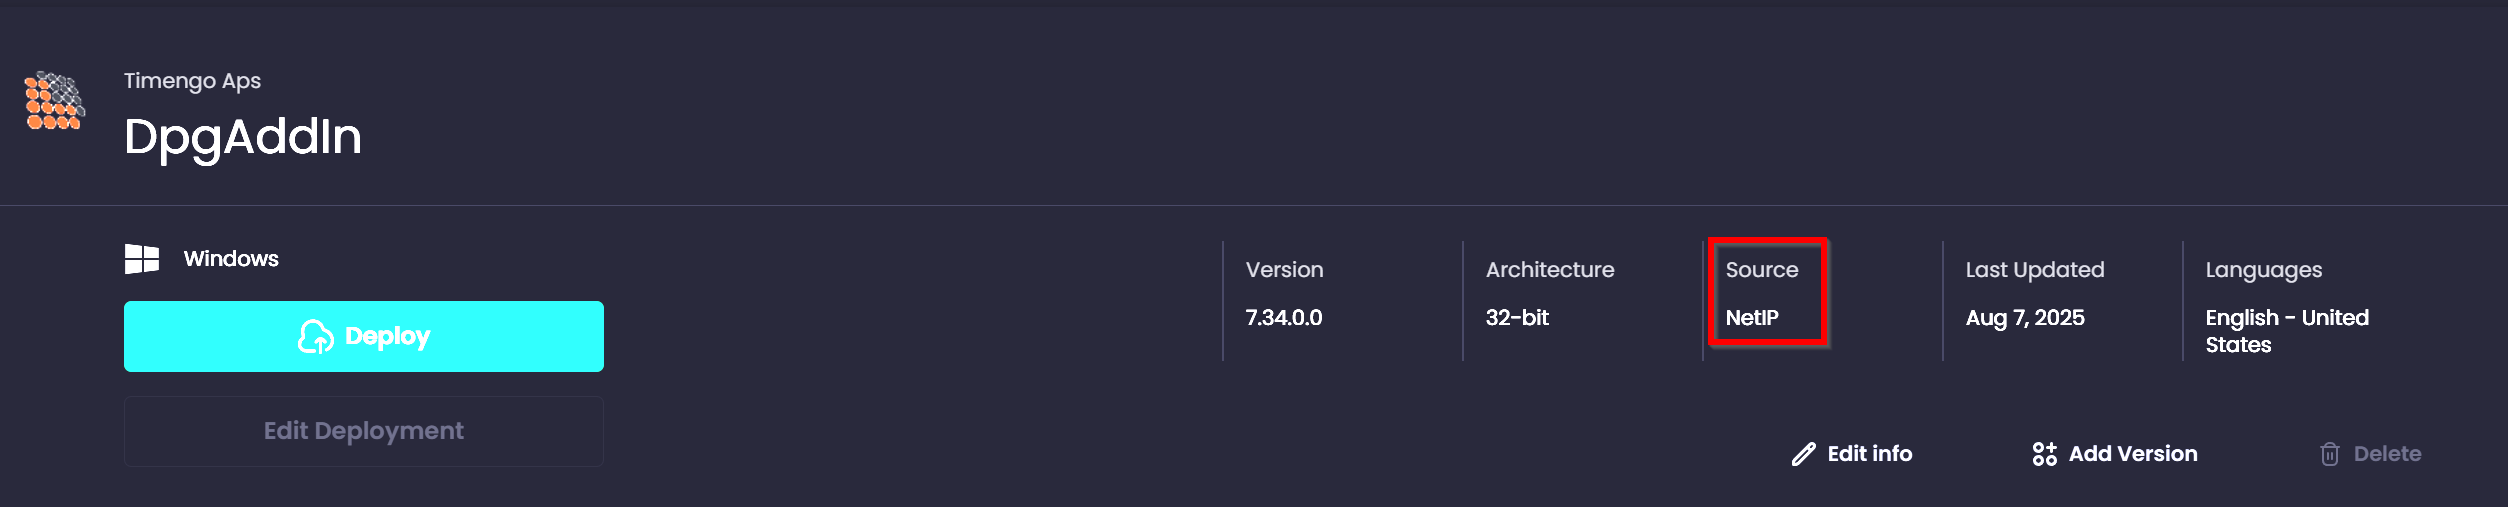 Timengo Aps
DpgAddIn
Windows
Deploy
Edit Deployment
Version
7.34.0.0
Architecture
32-bit
Source
NetIP
Last Updated
Aug 7, 2025
Languages
English - United
States
Edit info
Add Version
Delete